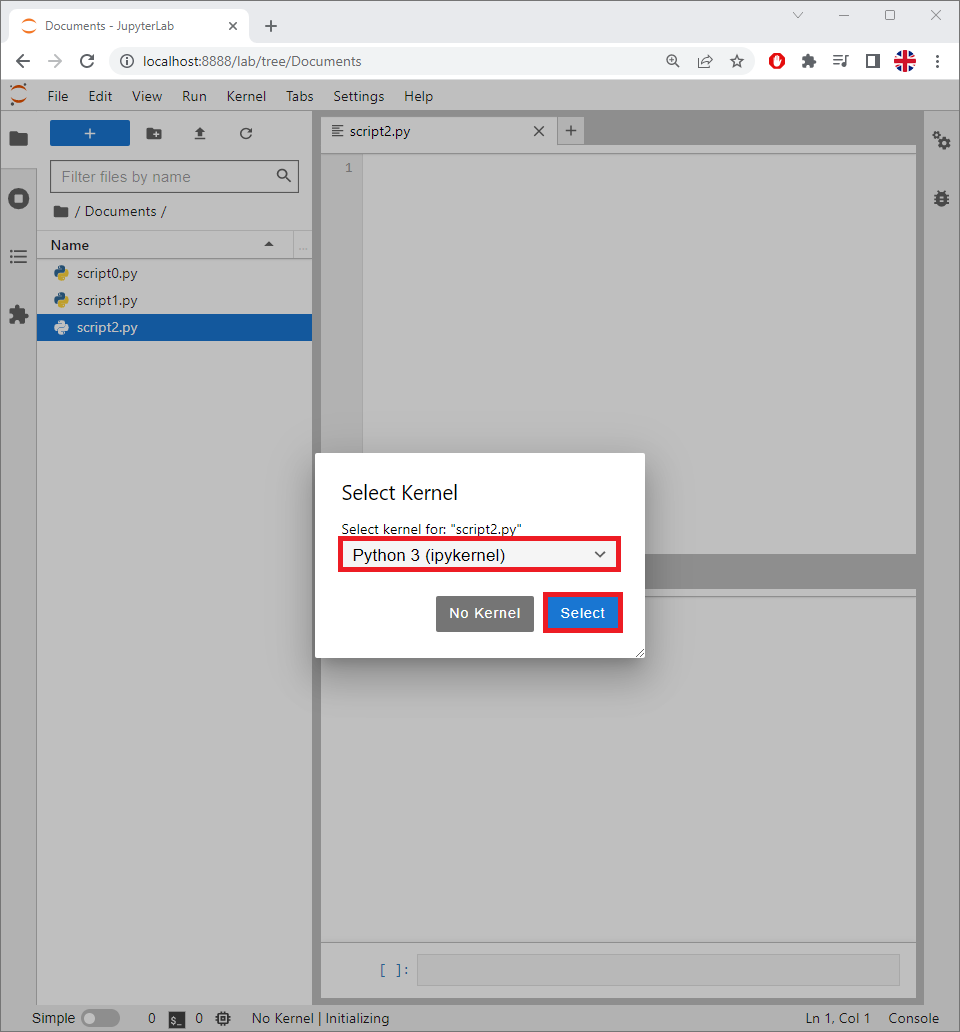 Documents - JupyterLab
localhost:8888/lab/tree/Documents
File Edit View Run Kernel Tabs Settings Help
script2.py
Filter files by name
1
/ Documents /
Name
...
script0.py
script1.py
script2.py
Select Kernel
Select kernel for: "script2.py"
Python 3 (ipykernel)
No Kernel Select
[ ]:
Simple 0 $_ 0 No Kernel | Initializing Ln 1, Col 1 Console